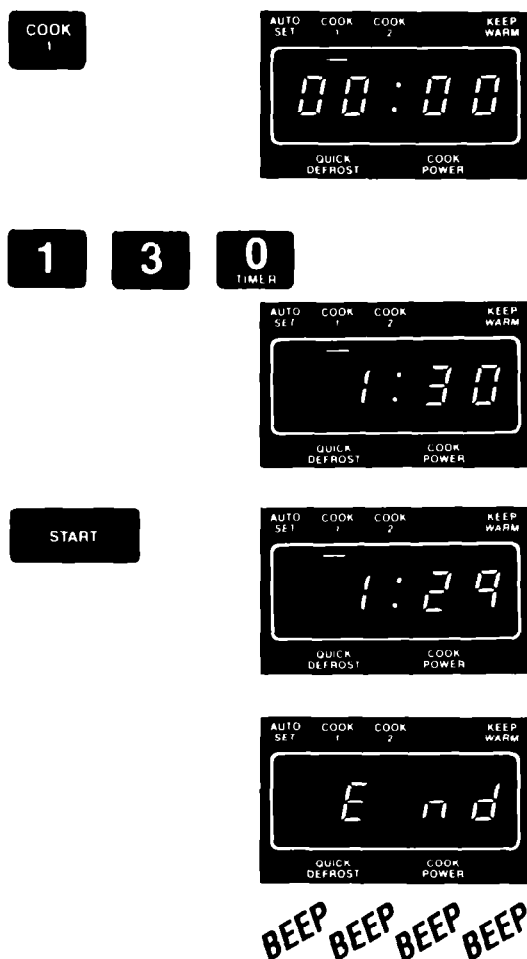 COOK
1
AUTO SET COOK 1 COOK 2 KEEP WARM
00:00
QUICK DEFROST COOK POWER
1 3 0
TIMER
AUTO SET COOK 1 COOK 2 KEEP WARM
1:30
QUICK DEFROST COOK POWER
START
AUTO SET COOK 1 COOK 2 KEEP WARM
1:29
QUICK DEFROST COOK POWER
AUTO SET COOK 1 COOK 2 KEEP WARM
E nd
QUICK DEFROST COOK POWER
BEEP BEEP BEEP BEEP